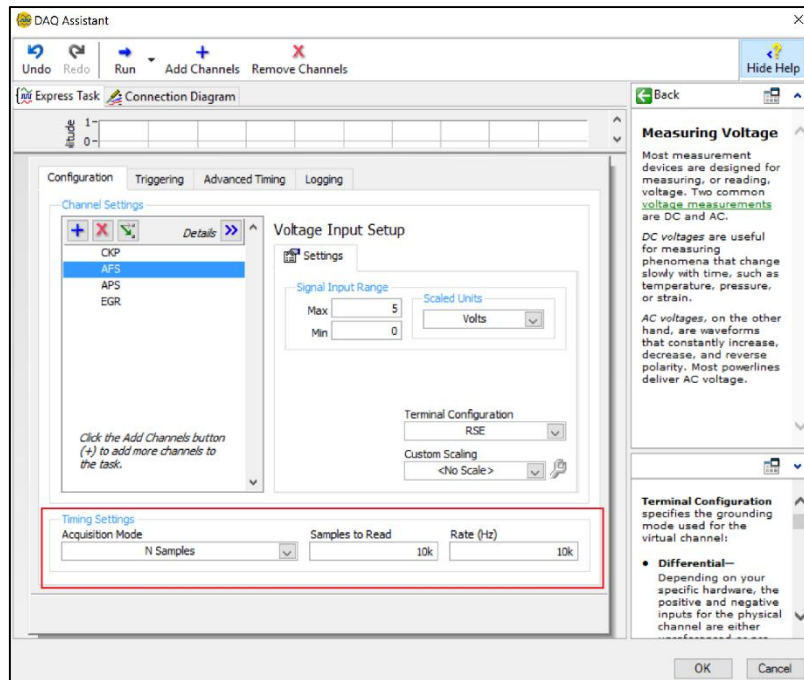 DAQ Assistant
Undo Redo Run Add Channels Remove Channels Hide Help
Express Task Connection Diagram
litude
1
0
Configuration Triggering Advanced Timing Logging
Channel Settings
Details
CKP
AFS
APS
EGR
Click the Add Channels button
(+) to add more channels to
the task.
Voltage Input Setup
Settings
Signal Input Range
Max 5
Min 0
Scaled Units
Volts
Terminal Configuration
RSE
Custom Scaling
<No Scale>
Timing Settings
Acquisition Mode Samples to Read Rate (Hz)
N Samples 10k 10k
Back
Measuring Voltage
Most measurement
devices are designed for
measuring, or reading,
voltage. Two common
voltage measurements
are DC and AC.
DC voltages are useful
for measuring
phenomena that change
slowly with time, such as
temperature, pressure,
or strain.
AC voltages, on the other
hand, are waveforms
that constantly increase,
decrease, and reverse
polarity. Most powerlines
deliver AC voltage.
Terminal Configuration
specifies the grounding
mode used for the
virtual channel:
• Differential—
Depending on your
specific hardware, the
positive and negative
inputs for the physical
channel are either
OK Cancel